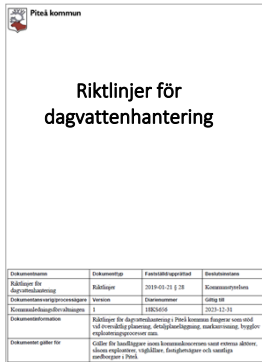 Piteå kommun
Riktlinjer för
dagvattenhantering
Dokumentnamn Dokumenttyp Fastställd/upprättad Beslutsinstans
Riktlinjer för
dagvattenhantering Riktlinjer 2019-01-21 § 28 Kommunstyrelsen
Dokumentansvarig/processägare Version Diarienummer Giltig till
Kommunledningsförvaltningen 1 18KS656 2023-12-31
Dokumentinformation Riktlinjer för dagvattenhantering i Piteå kommun fungerar som stöd
vid översiktlig planering, detaljplaneläggning, markanvisning, bygglov
exploateringsprocesser mm.
Dokumentet gäller för Gäller för handläggare inom kommunkoncernen samt externa aktörer,
såsom exploatörer, väghållare, fastighetsägare och samtliga
medborgare i Piteå.